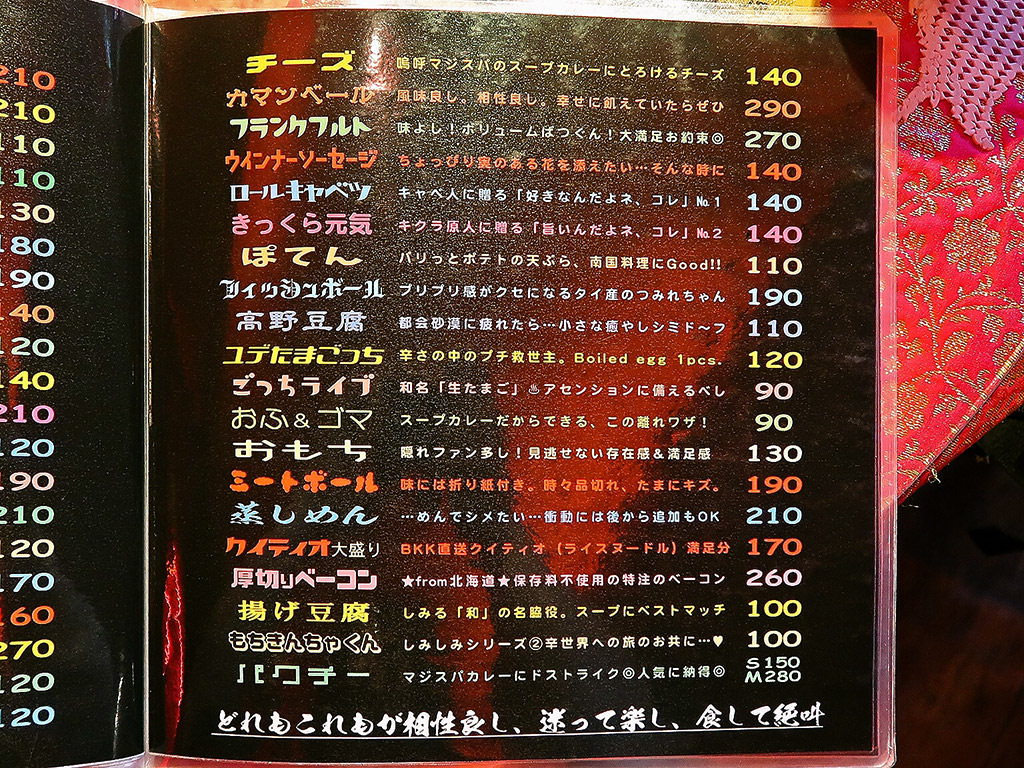 210
210
110
110
130
180
190
140
120
140
210
120
190
210
120
170
160
270
120
120
チーズ 嗚呼マジスパのスープカレーにとろけるチーズ 140
カマンベール 風味良し。相性良し。幸せに飢えていたらぜひ 290
フランクフルト 味よし!ボリュームばつくん!大満足お約束◎ 270
ウインナーソーセージ ちょっぴり実のある花を添えたい…そんな時に 140
ロールキャベツ キャベ人に贈る「好きなんだよネ、コレ」№1 140
きっくら元気 キクラ原人に贈る「旨いんだよネ、コレ」№2 140
ぽてん パリっとポテトの天ぷら、南国料理にGood!! 110
フィッシュボール プリプリ感がクセになるタイ産のつみれちゃん 190
高野豆腐 都会砂漠に疲れたら…小さな癒やしシミド〜フ 110
ユデたまごっち 辛さの中のプチ救世主。Boiled egg 1pcs. 120
ごっちライブ 和名「生たまご」♨アセンションに備えるべし 90
おふ&ゴマ スープカレーだからできる、この離れワザ! 90
おもち 隠れファン多し!見逃せない存在感&満足感 130
ミートボール 味には折り紙付き。時々品切れ、たまにキズ。 190
蒸しめん …めんでシメたい…衝動には後から追加もOK 210
クイティオ大盛り BKK直送クイティオ(ライスヌードル)満足分 170
厚切りベーコン ★from北海道★保存料不使用の特注のベーコン 260
揚げ豆腐 しみる「和」の名脇役。スープにベストマッチ 100
もちきんちゃくん しみしみシリーズ②辛世界への旅のお共に…♥ 100
パクチー マジスパカレーにドストライク◎人気に納得◎ S150 M280
どれもこれもが相性良し、迷って楽し、食して絶叫